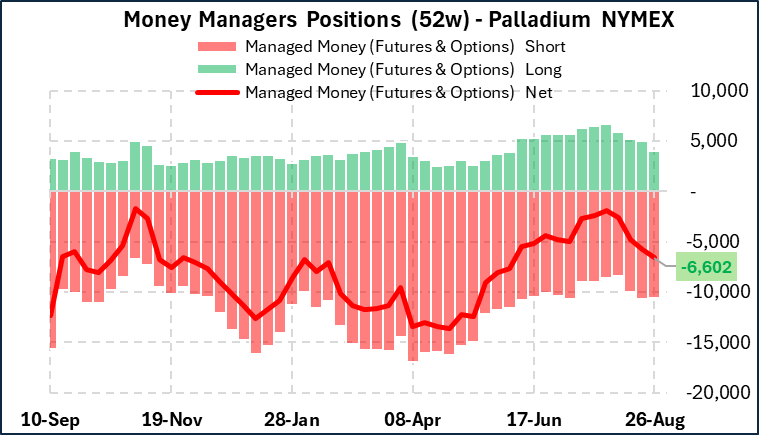 Money Managers Positions (52w) - Palladium NYMEX
Managed Money (Futures & Options) Short
Managed Money (Futures & Options) Long
Managed Money (Futures & Options) Net
10,000
5,000
-
-5,000
-6,602
-10,000
-15,000
-20,000
10-Sep 19-Nov 28-Jan 08-Apr 17-Jun 26-Aug